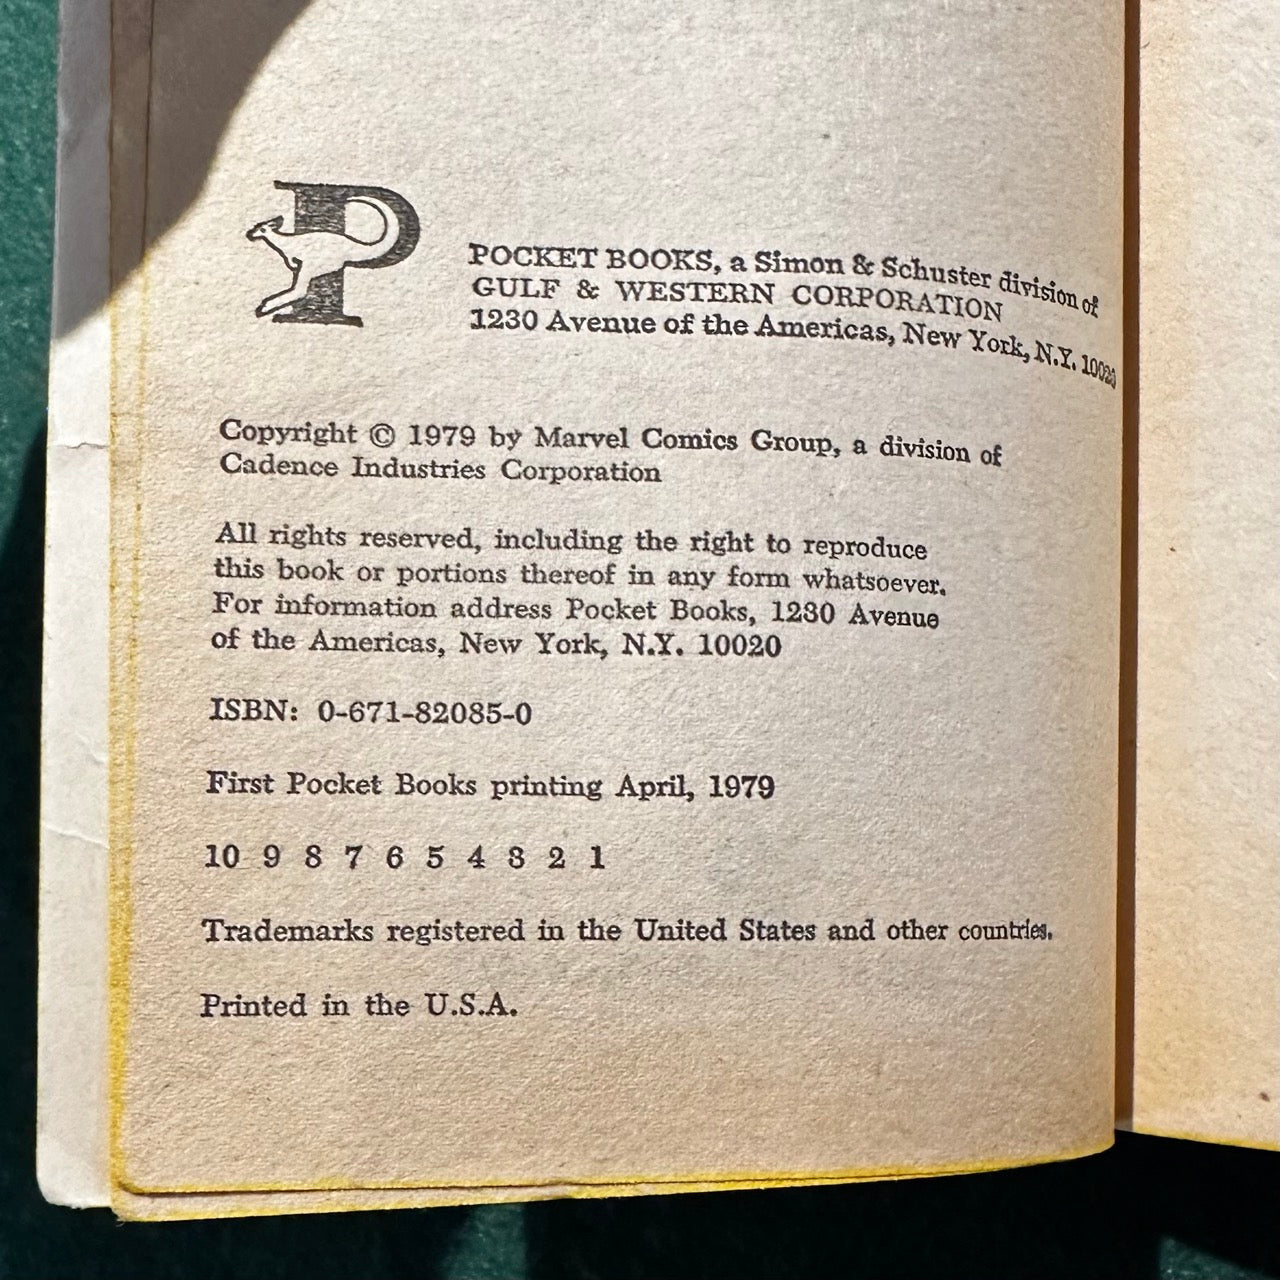 P
POCKET BOOKS, a Simon & Schuster division of
GULF & WESTERN CORPORATION
1230 Avenue of the Americas, New York, N.Y. 10020
Copyright © 1979 by Marvel Comics Group, a division of
Cadence Industries Corporation
All rights reserved, including the right to reproduce
this book or portions thereof in any form whatsoever.
For information address Pocket Books, 1230 Avenue
of the Americas, New York, N.Y. 10020
ISBN: 0-671-82085-0
First Pocket Books printing April, 1979
10 9 8 7 6 5 4 3 2 1
Trademarks registered in the United States and other countries.
Printed in the U.S.A.